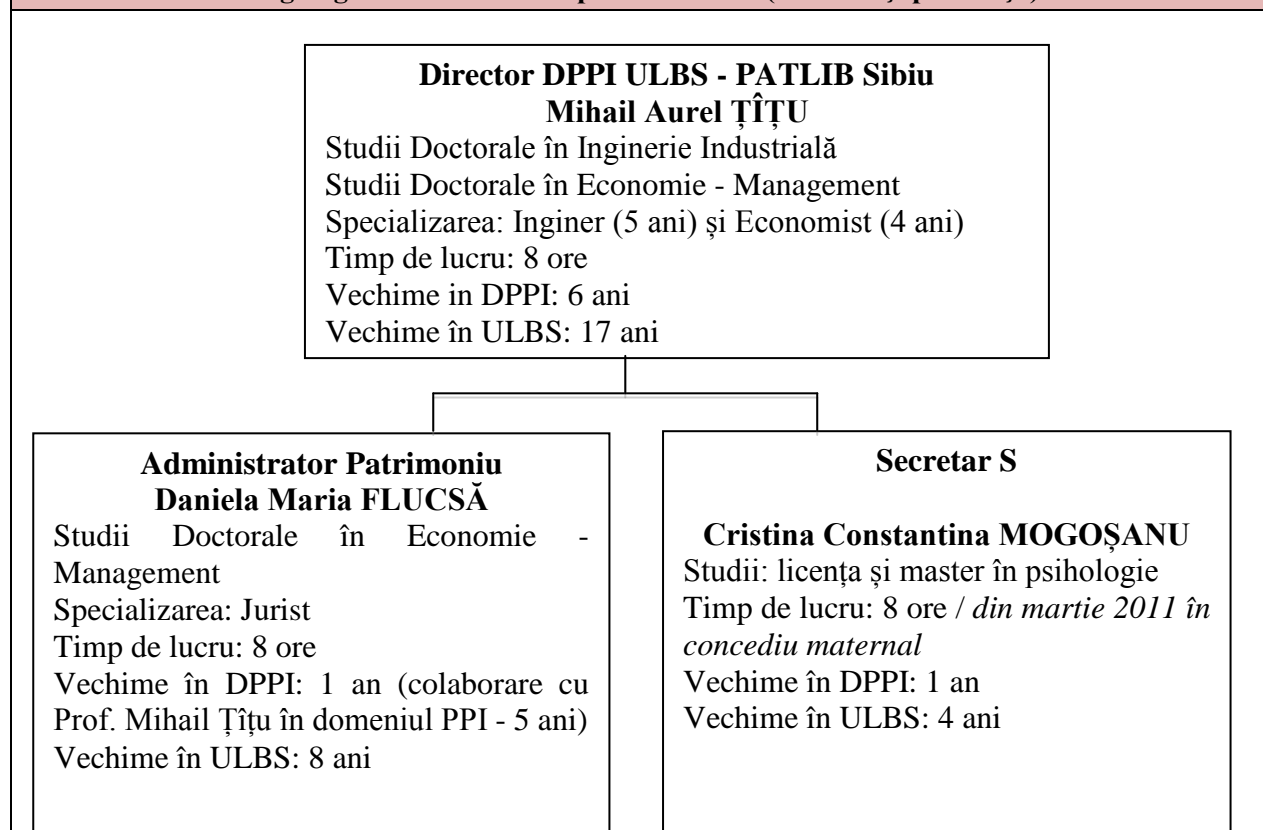 Director DPPI ULBS - PATLIB Sibiu
Mihail Aurel ȚÎȚU
Studii Doctorale în Inginerie Industrială
Studii Doctorale în Economie - Management
Specializarea: Inginer (5 ani) și Economist (4 ani)
Timp de lucru: 8 ore
Vechime in DPPI: 6 ani
Vechime în ULBS: 17 ani
Administrator Patrimoniu
Daniela Maria FLUCSĂ
Studii Doctorale în Economie -
Management
Specializarea: Jurist
Timp de lucru: 8 ore
Vechime în DPPI: 1 an (colaborare cu
Prof. Mihail Țîțu în domeniul PPI - 5 ani)
Vechime în ULBS: 8 ani
Secretar S
Cristina Constantina MOGOȘANU
Studii: licența și master în psihologie
Timp de lucru: 8 ore / din martie 2011 în
concediu maternal
Vechime în DPPI: 1 an
Vechime în ULBS: 4 ani